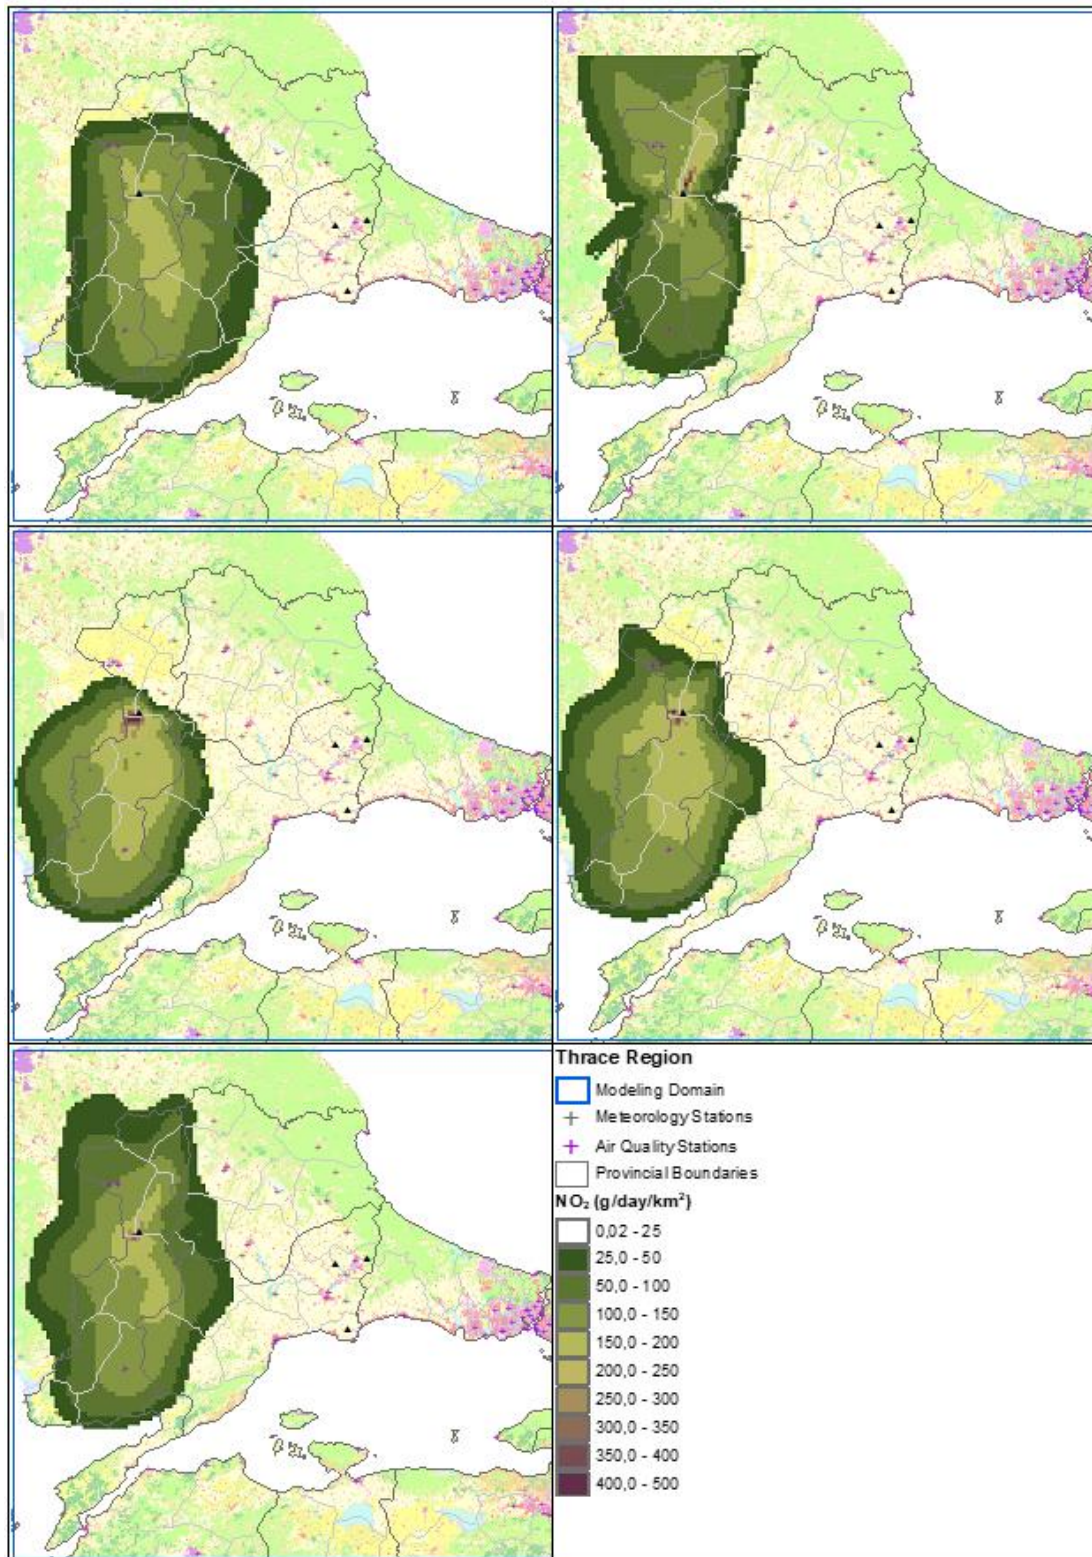 Thrace Region
Modeling Domain
Meteorology Stations
Air Quality Stations
Provincial Boundaries
NO₂ (g/day/km²)
0,02 - 25
25,0 - 50
50,0 - 100
100,0 - 150
150,0 - 200
200,0 - 250
250,0 - 300
300,0 - 350
350,0 - 400
400,0 - 500